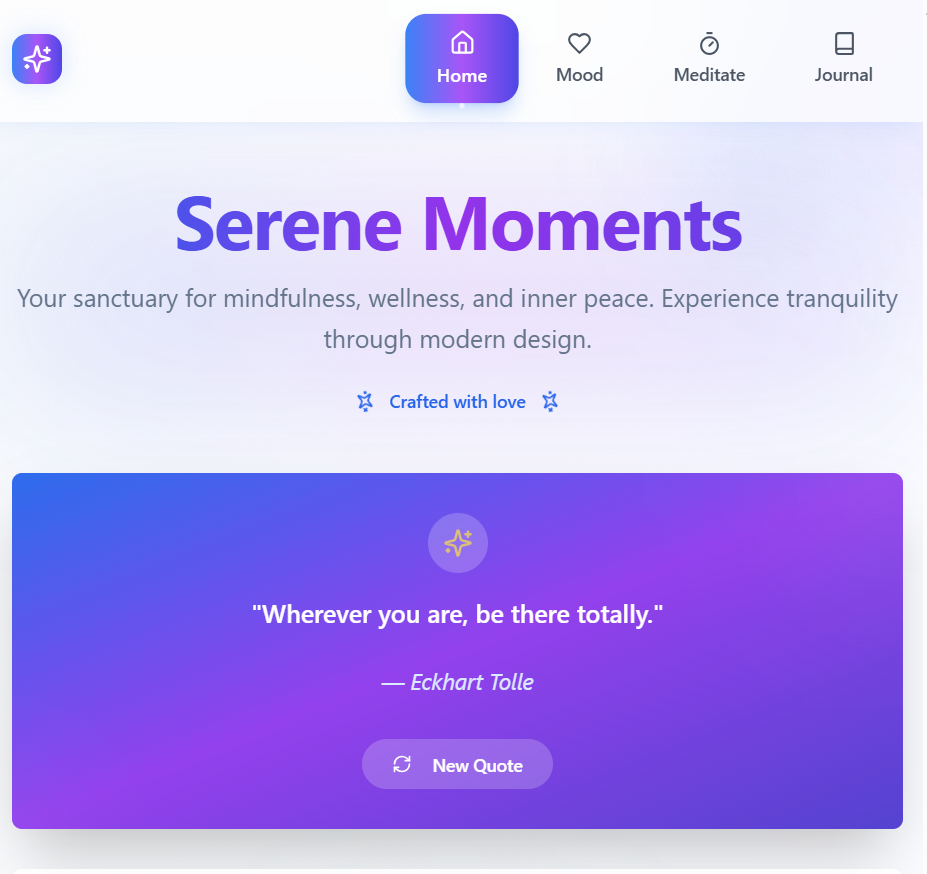 Home
Mood
Meditate
Journal
Serene Moments
Your sanctuary for mindfulness, wellness, and inner peace. Experience tranquility
through modern design.
Crafted with love
"Wherever you are, be there totally."
— Eckhart Tolle
New Quote